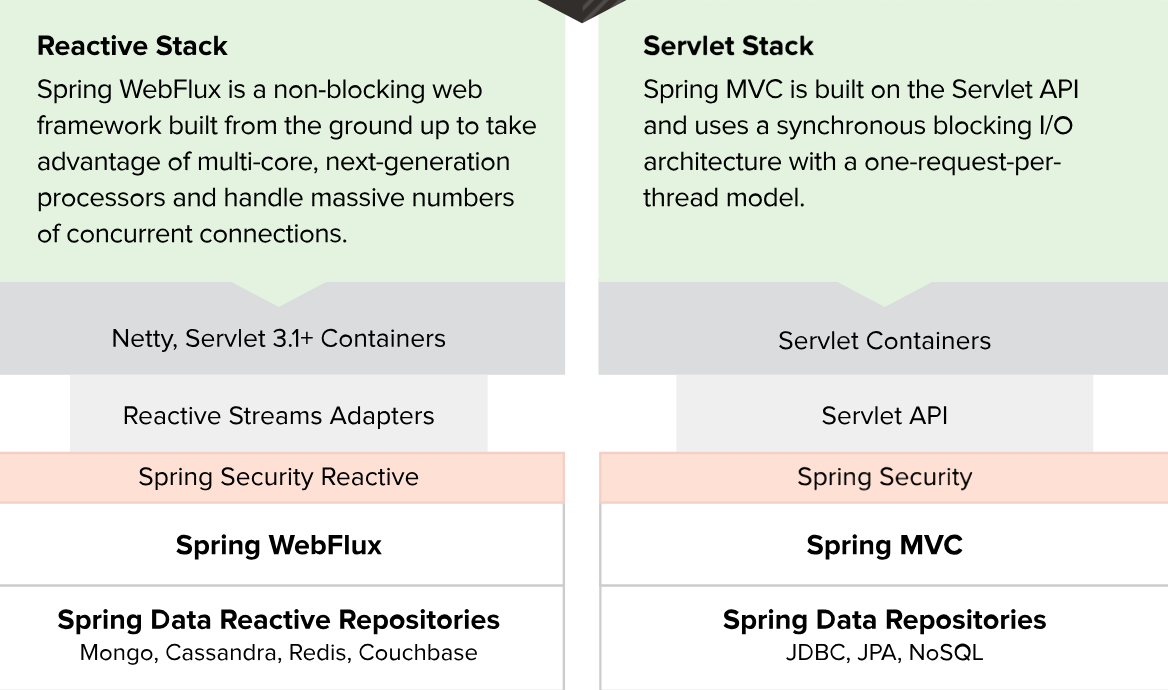 Reactive Stack
Spring WebFlux is a non-blocking web
framework built from the ground up to take
advantage of multi-core, next-generation
processors and handle massive numbers
of concurrent connections.
Netty, Servlet 3.1+ Containers
Reactive Streams Adapters
Spring Security Reactive
Spring WebFlux
Spring Data Reactive Repositories
Mongo, Cassandra, Redis, Couchbase
Servlet Stack
Spring MVC is built on the Servlet API
and uses a synchronous blocking I/O
architecture with a one-request-per-
thread model.
Servlet Containers
Servlet API
Spring Security
Spring MVC
Spring Data Repositories
JDBC, JPA, NoSQL